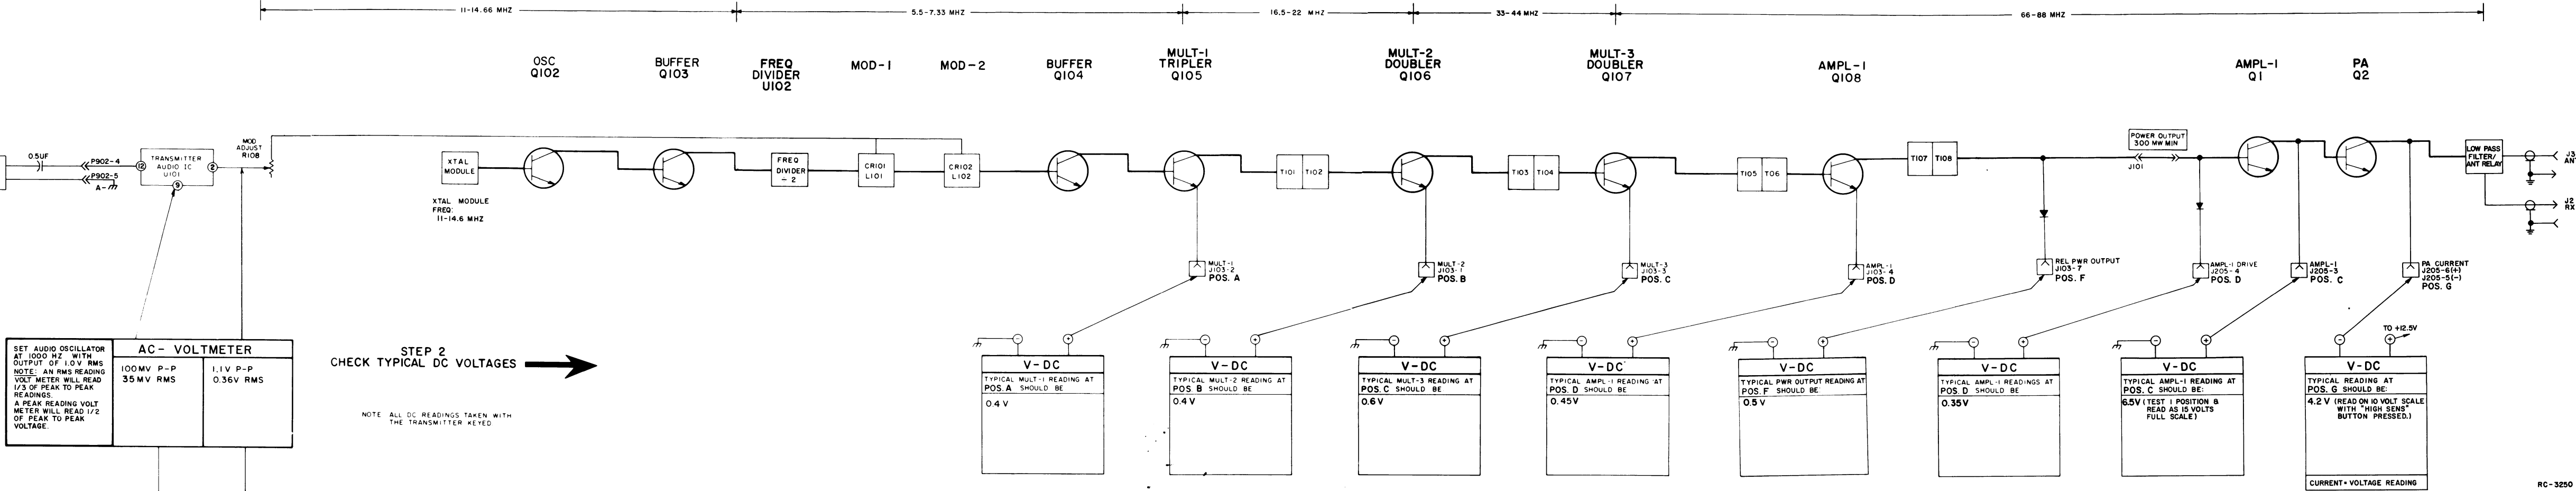 11-14.66 MHZ
5.5-7.33 MHZ
16.5-22 MHZ
33-44 MHZ
66-88 MHZ
OSC
Q102
BUFFER
Q103
FREQ
DIVIDER
U102
MOD-1
MOD-2
BUFFER
Q104
MULT-1
TRIPLER
Q105
MULT-2
DOUBLER
Q106
MULT-3
DOUBLER
Q107
AMPL-1
Q108
AMPL-1
Q1
PA
Q2
0.5UF
P902-4
P902-5
A-
12
TRANSMITTER
AUDIO IC
U101
2
9
MOD
ADJUST
R108
XTAL
MODULE
XTAL MODULE
FREQ:
11-14.6 MHZ
FREQ
DIVIDER
÷ 2
CR101
L101
CR102
L102
T101 T102
T103 T104
T105 T06
T107 T108
POWER OUTPUT
300 MW MIN
J101
LOW PASS
FILTER/
ANT RELAY
J3
AN
J2
RX
MULT-1
J103-2
POS. A
MULT-2
J103-1
POS. B
MULT-3
J103-3
POS. C
AMPL-1
J103-4
POS. D
REL PWR OUTPUT
J103-7
POS. F
AMPL-1 DRIVE
J205-4
POS. D
AMPL-1
J205-3
POS. C
PA CURRENT
J205-6(+)
J205-5(-)
POS. G
TO +12.5V
SET AUDIO OSCILLATOR
AT 1000 HZ WITH
OUTPUT OF 1.0 V RMS
NOTE: AN RMS READING
VOLT METER WILL READ
1/3 OF PEAK TO PEAK
READINGS.
A PEAK READING VOLT
METER WILL READ 1/2
OF PEAK TO PEAK
VOLTAGE.
AC- VOLTMETER
100MV P-P
35MV RMS
1.1V P-P
0.36V RMS
STEP 2
CHECK TYPICAL DC VOLTAGES
NOTE ALL DC READINGS TAKEN WITH
THE TRANSMITTER KEYED
V-DC
TYPICAL MULT-1 READING AT
POS. A SHOULD BE
0.4 V
V-DC
TYPICAL MULT-2 READING AT
POS B SHOULD BE
0.4 V
V-DC
TYPICAL MULT-3 READING AT
POS. C SHOULD BE
0.6 V
V-DC
TYPICAL AMPL-1 READING AT
POS. D SHOULD BE
0.45V
V-DC
TYPICAL PWR OUTPUT READING AT
POS. F SHOULD BE
0.5 V
V-DC
TYPICAL AMPL-1 READINGS AT
POS. D SHOULD BE
0.35V
V-DC
TYPICAL AMPL-1 READING AT
POS. C SHOULD BE:
6.5V (TEST 1 POSITION &
READ AS 15 VOLTS
FULL SCALE)
V-DC
TYPICAL READING AT
POS. G SHOULD BE:
4.2 V (READ ON 10 VOLT SCALE
WITH "HIGH SENS"
BUTTON PRESSED.)
CURRENT = VOLTAGE READING
RC-3250